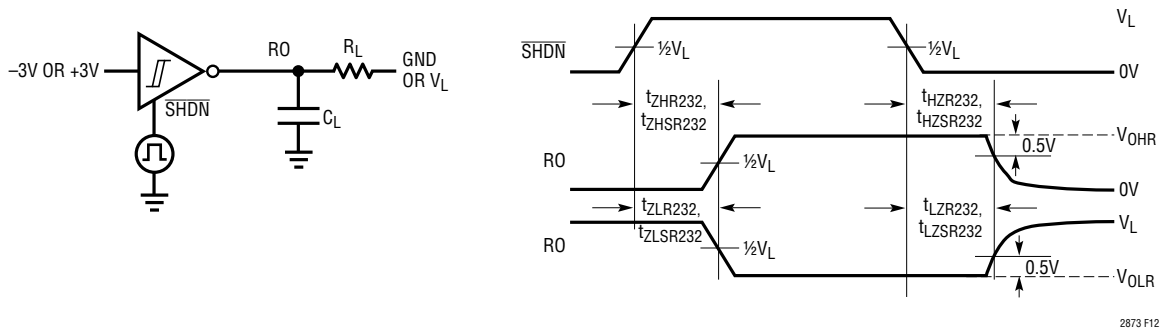 –3V OR +3V
RO
R_L
GND
OR V_L
S̅H̅D̅N̅
C_L
S̅H̅D̅N̅
½V_L
½V_L
V_L
0V
t_ZHR232,
t_ZHSR232
t_HZR232,
t_HZSR232
RO
½V_L
V_OHR
0.5V
0V
t_ZLR232,
t_ZLSR232
t_LZR232,
t_LZSR232
V_L
RO
½V_L
0.5V
V_OLR
2873 F12